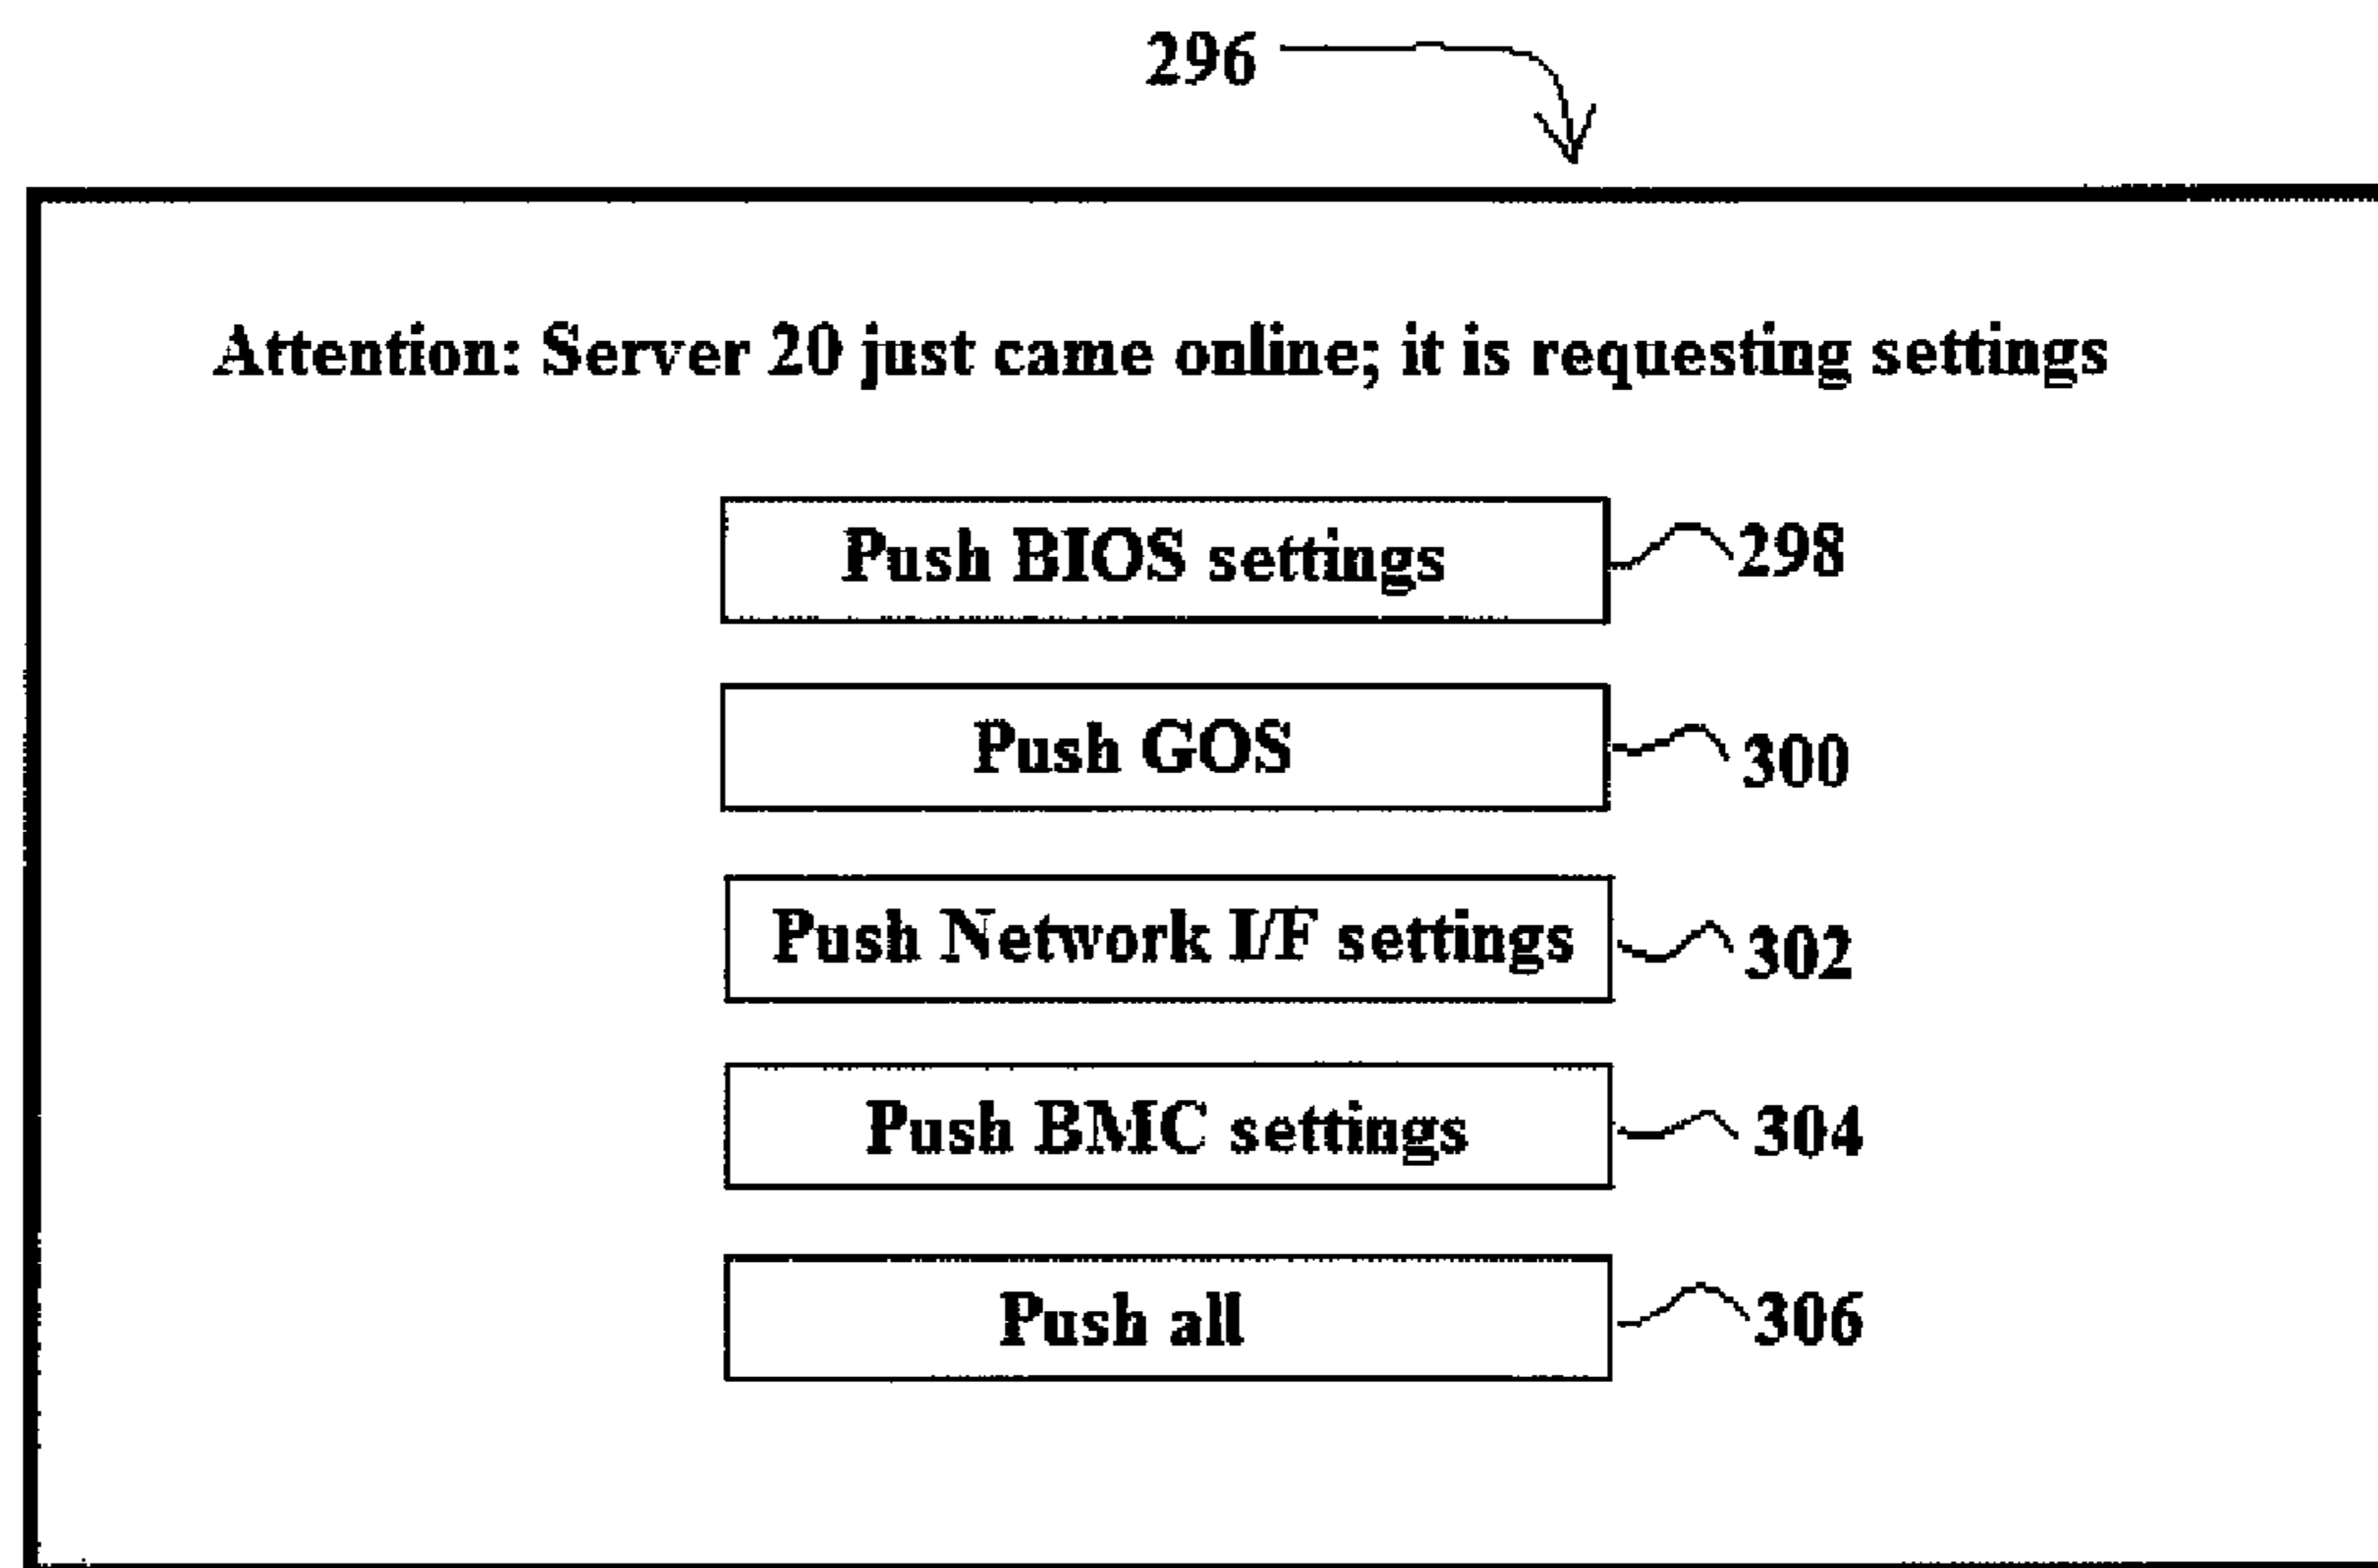 296
Attention: Server 20 just came online; it is requesting settings
Push BIOS settings 298
Push GOS 300
Push Network I/F settings 302
Push BMC settings 304
Push all 306